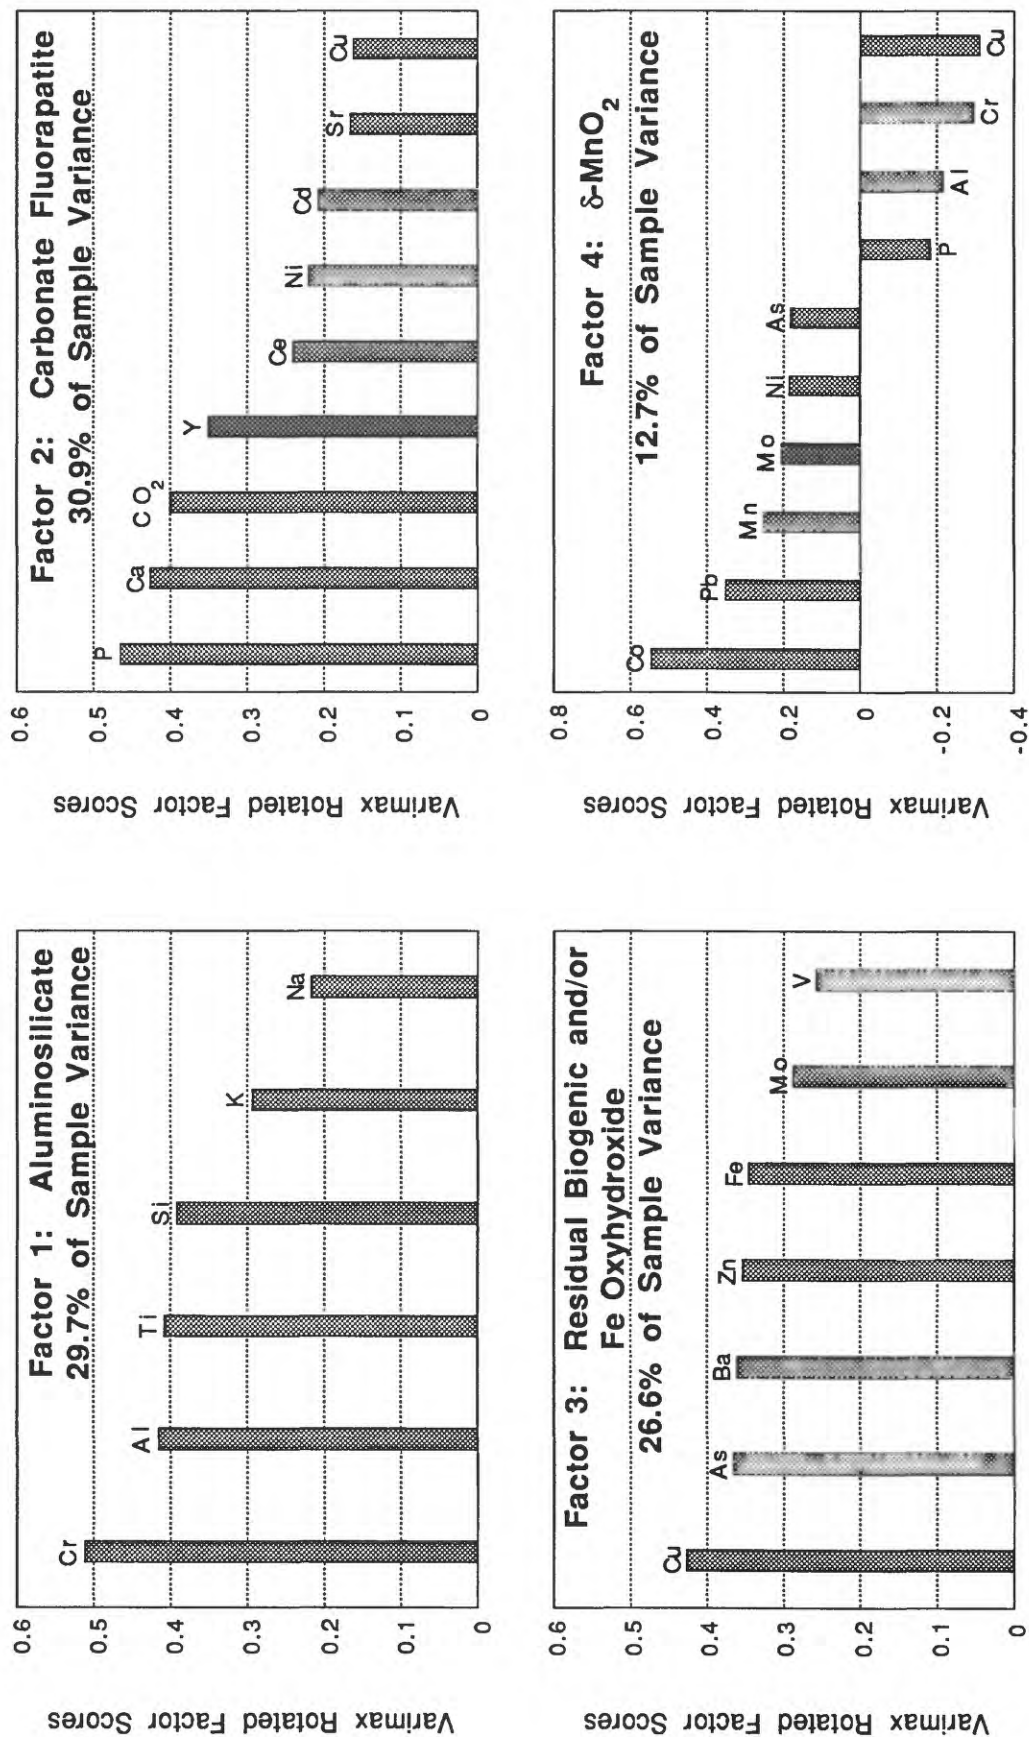 Factor 1: Aluminosilicate
29.7% of Sample Variance
Varimax Rotated Factor Scores
0.6
0.5
0.4
0.3
0.2
0.1
0
Cr
Al
Ti
Si
K
Na
Factor 2: Carbonate Fluorapatite
30.9% of Sample Variance
Varimax Rotated Factor Scores
0.6
0.5
0.4
0.3
0.2
0.1
0
P
Ca
CO2
Y
Ce
Ni
Cd
Sr
Cu
Factor 3: Residual Biogenic and/or
Fe Oxyhydroxide
26.6% of Sample Variance
Varimax Rotated Factor Scores
0.6
0.5
0.4
0.3
0.2
0.1
0
Cu
As
Ba
Zn
Fe
Mo
V
Factor 4: δ-MnO2
12.7% of Sample Variance
Varimax Rotated Factor Scores
0.8
0.6
0.4
0.2
0
-0.2
-0.4
Co
Pb
Mn
Mo
Ni
As
P
Al
Cr
Cu